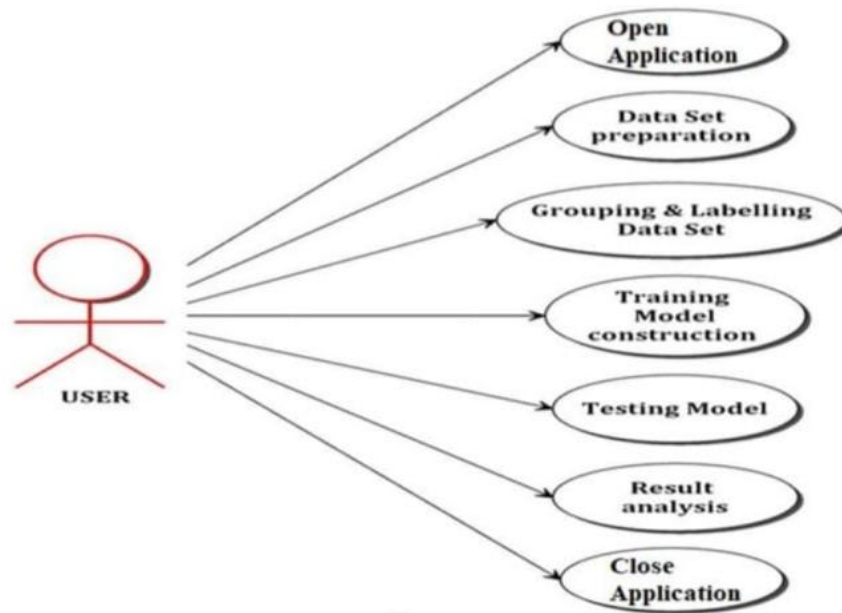 Open
Application
Data Set
preparation
Grouping & Labelling
Data Set
Training
Model
construction
USER
Testing Model
Result
analysis
Close
Application